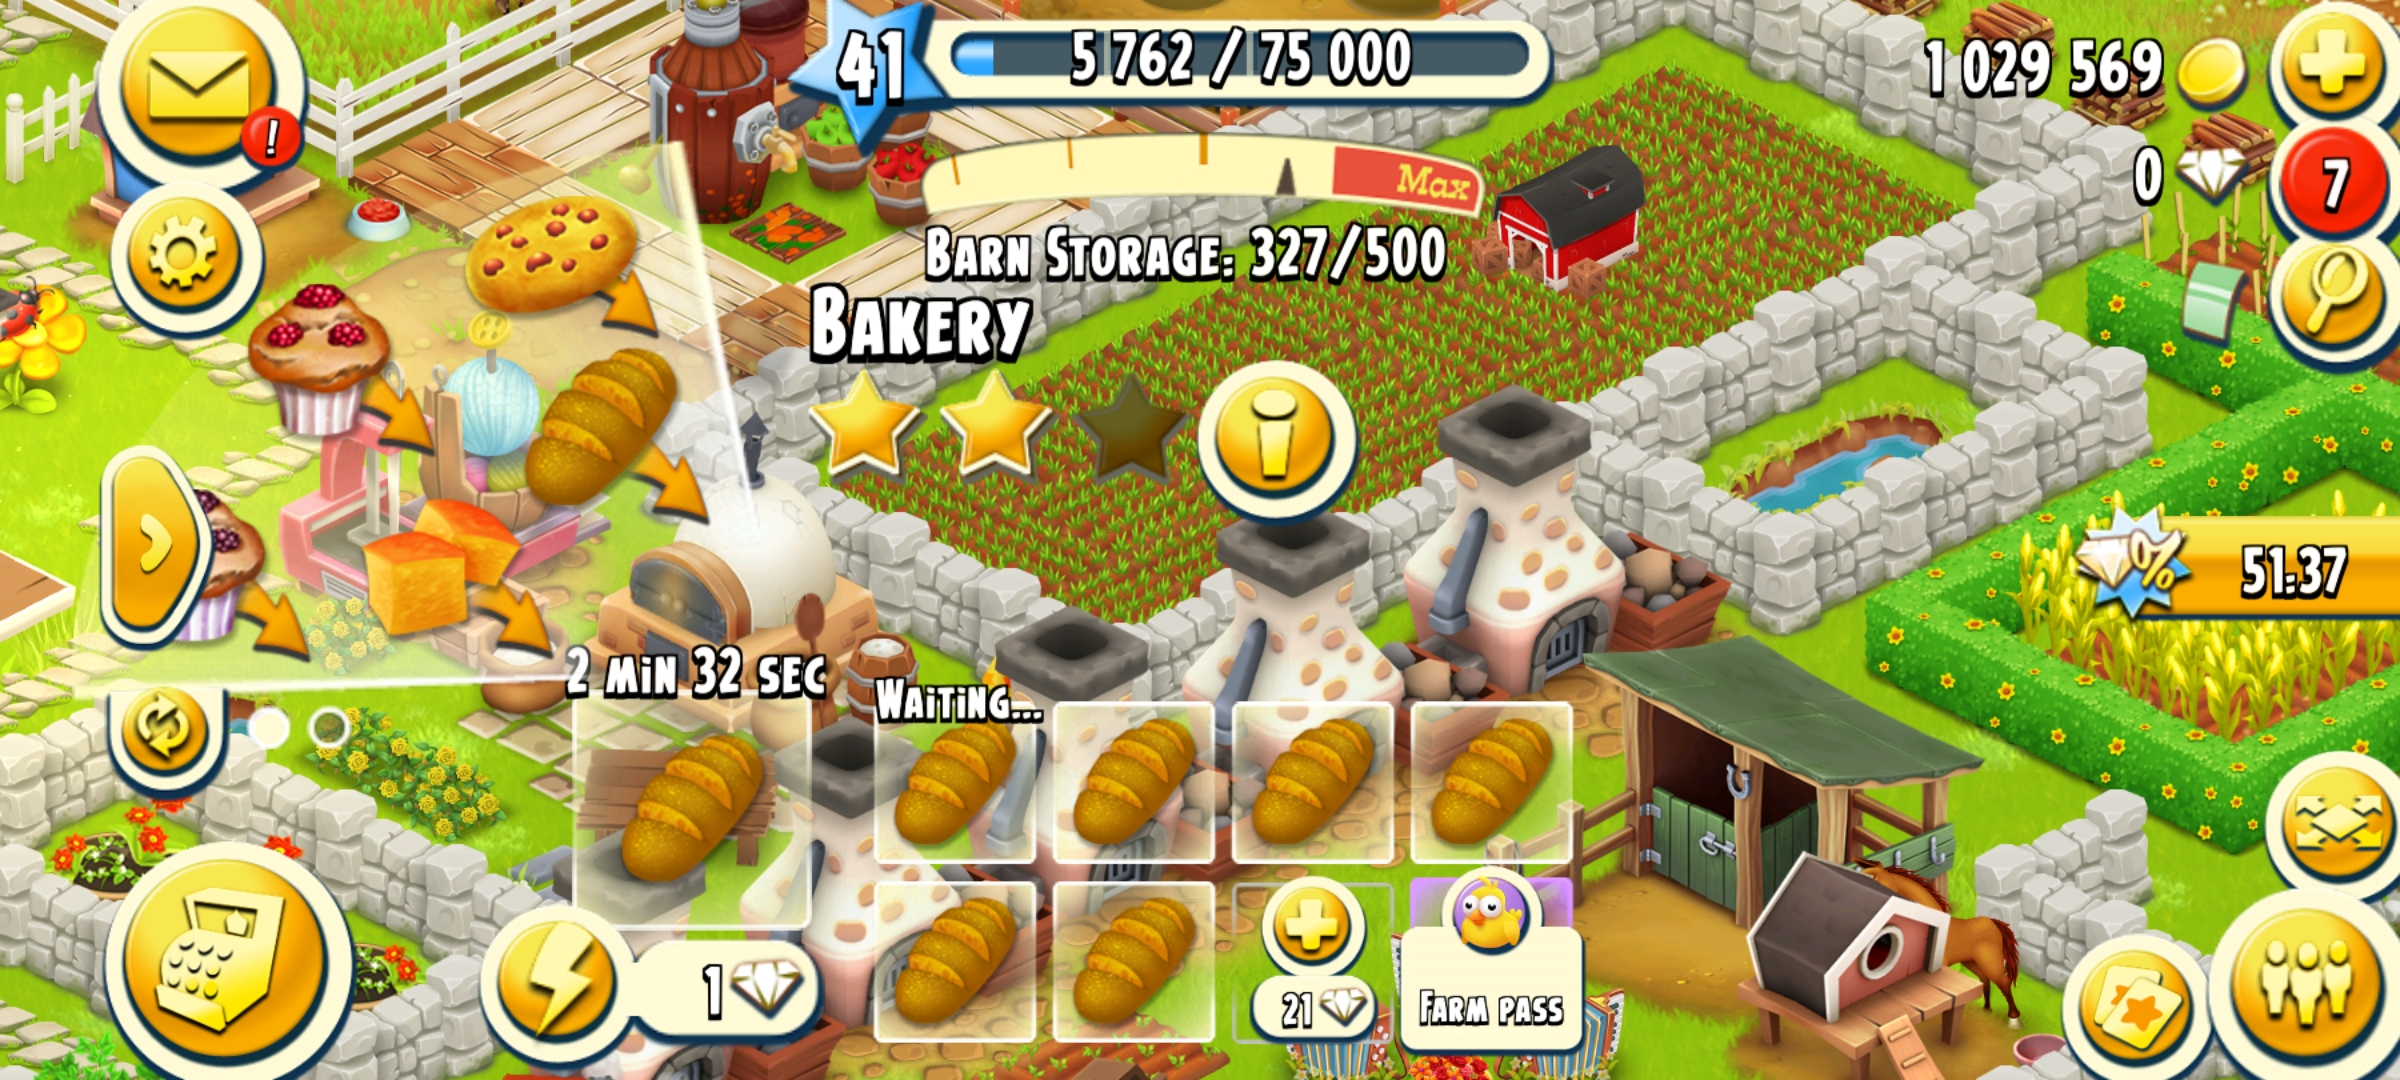 41
5 762 / 75 000
1 029 569
!
Max
0
7
Barn Storage: 327/500
Bakery
%
51:37
2 min 32 sec
Waiting...
1
21
Farm pass